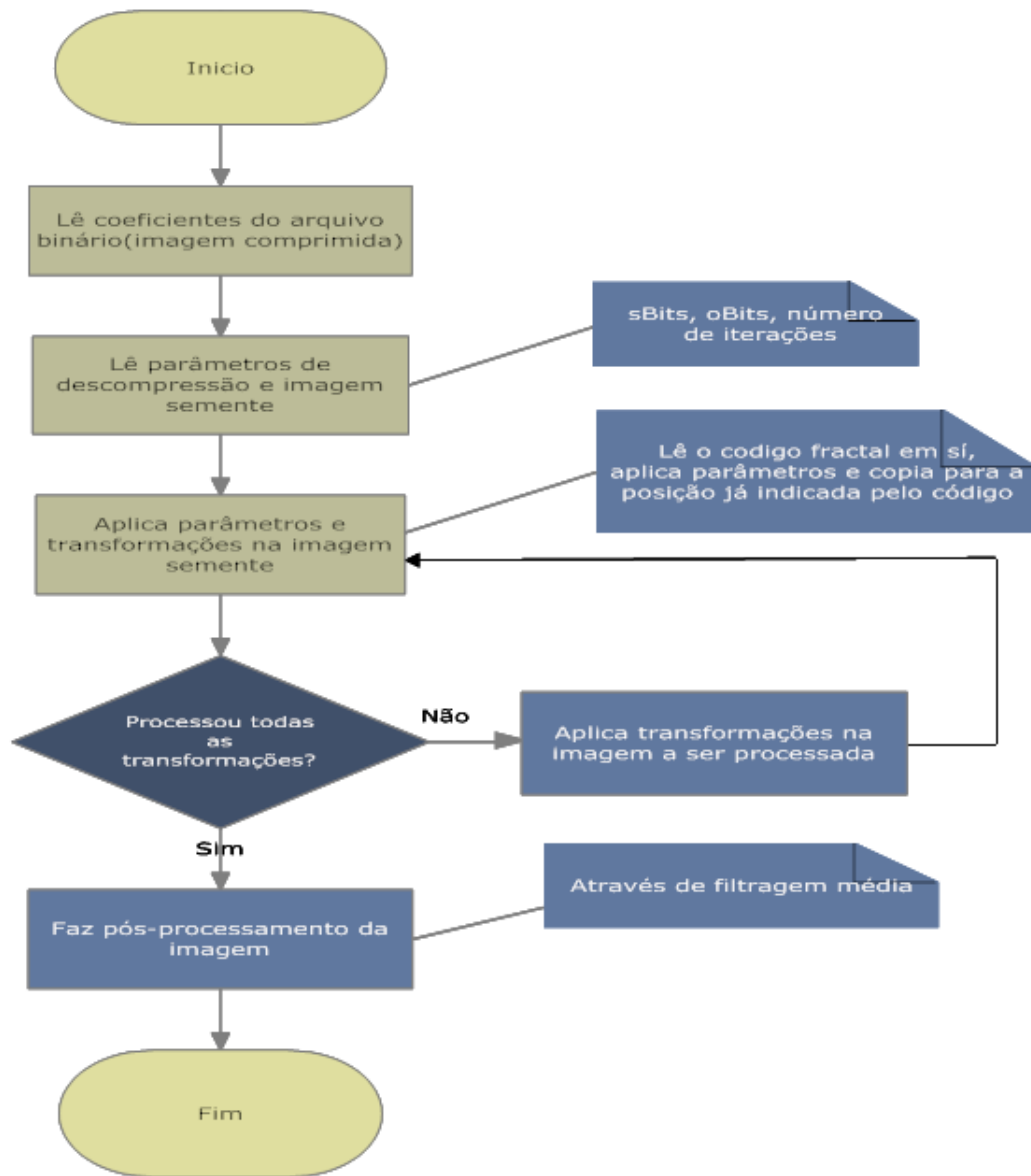 Inicio
Lê coeficientes do arquivo
binário(imagem comprimida)
sBits, oBits, número
de iterações
Lê parâmetros de
descompressão e imagem
semente
Lê o codigo fractal em sí,
aplica parâmetros e copia para a
posição já indicada pelo código
Aplica parâmetros e
transformações na imagem
semente
Processou todas
as
transformações?
Não
Aplica transformações na
imagem a ser processada
Sim
Através de filtragem média
Faz pós-processamento da
imagem
Fim